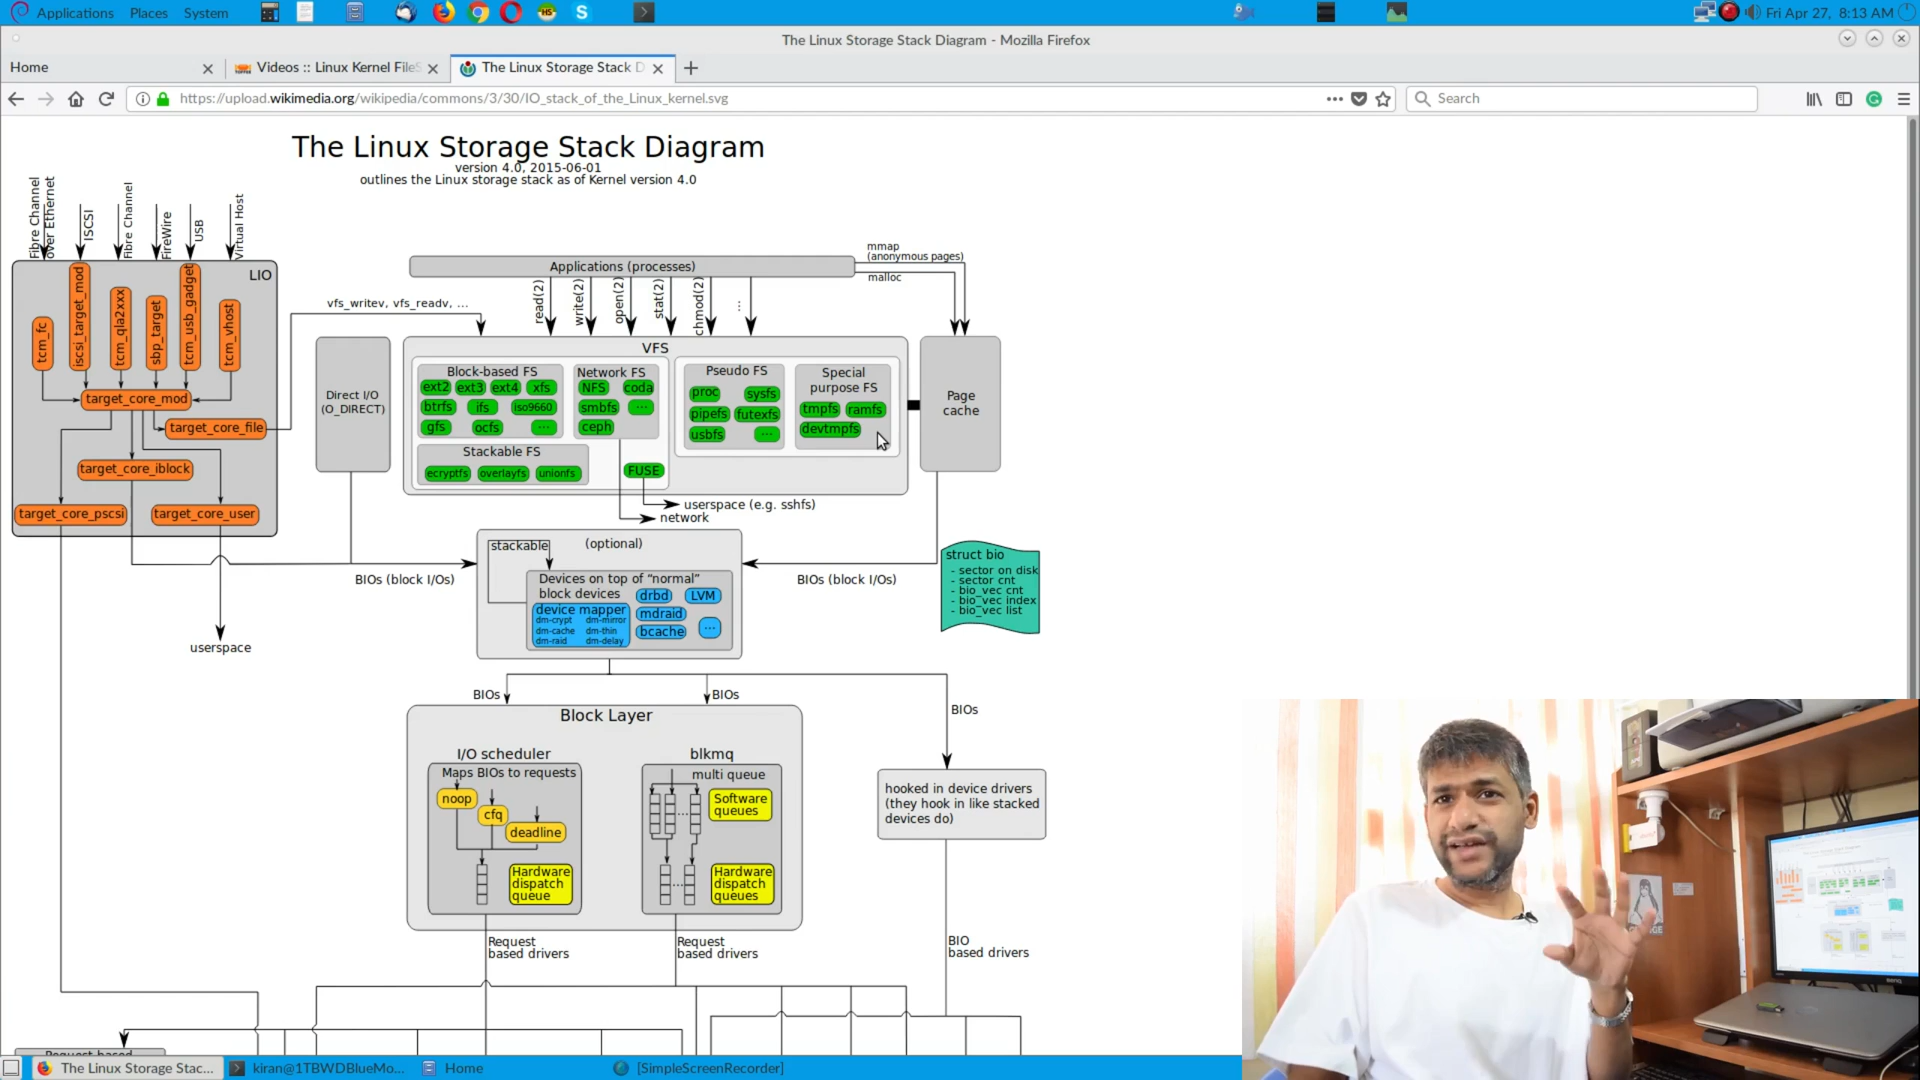 Applications Places System
Fri Apr 27, 8:13 AM
The Linux Storage Stack Diagram - Mozilla Firefox
Home
Videos :: Linux Kernel FileS
The Linux Storage Stack D
https://upload.wikimedia.org/wikipedia/commons/3/30/IO_stack_of_the_Linux_kernel.svg
Search
The Linux Storage Stack Diagram
version 4.0, 2015-06-01
outlines the Linux storage stack as of Kernel version 4.0
Fibre Channel
over Ethernet
ISCSI
Fibre Channel
FireWire
USB
Virtual Host
LIO
tcm_fc
iscsi_target_mod
tcm_qla2xxx
sbp_target
tcm_usb_gadget
tcm_vhost
target_core_mod
target_core_file
target_core_iblock
target_core_pscsi
target_core_user
userspace
vfs_writev, vfs_readv, ...
Applications (processes)
mmap
(anonymous pages)
malloc
read(2)
write(2)
open(2)
stat(2)
chmod(2)
...
Direct I/O
(O_DIRECT)
VFS
Block-based FS
ext2 ext3 ext4 xfs
btrfs ifs iso9660
gfs ocfs ...
Network FS
NFS coda
smbfs ...
ceph
Stackable FS
ecryptfs overlayfs unionfs
FUSE
Pseudo FS
proc sysfs
pipefs futexfs
usbfs ...
Special
purpose FS
tmpfs ramfs
devtmpfs
Page
cache
userspace (e.g. sshfs)
network
BIOs (block I/Os)
stackable
(optional)
Devices on top of “normal”
block devices
drbd LVM
device mapper
dm-crypt dm-mirror
dm-cache dm-thin
dm-raid dm-delay
mdraid
bcache
...
BIOs (block I/Os)
struct bio
- sector on disk
- sector cnt
- bio_vec cnt
- bio_vec index
- bio_vec list
BIOs
BIOs
BIOs
Block Layer
I/O scheduler
Maps BIOs to requests
noop
cfq
deadline
Hardware
dispatch
queue
blkmq
multi queue
Software
queues
Hardware
dispatch
queues
hooked in device drivers
(they hook in like stacked
devices do)
Request
based drivers
Request
based drivers
BIO
based drivers
Request based
The Linux Storage Stac...
kiran@1TBWDBlueMo...
Home
[SimpleScreenRecorder]
BenQ